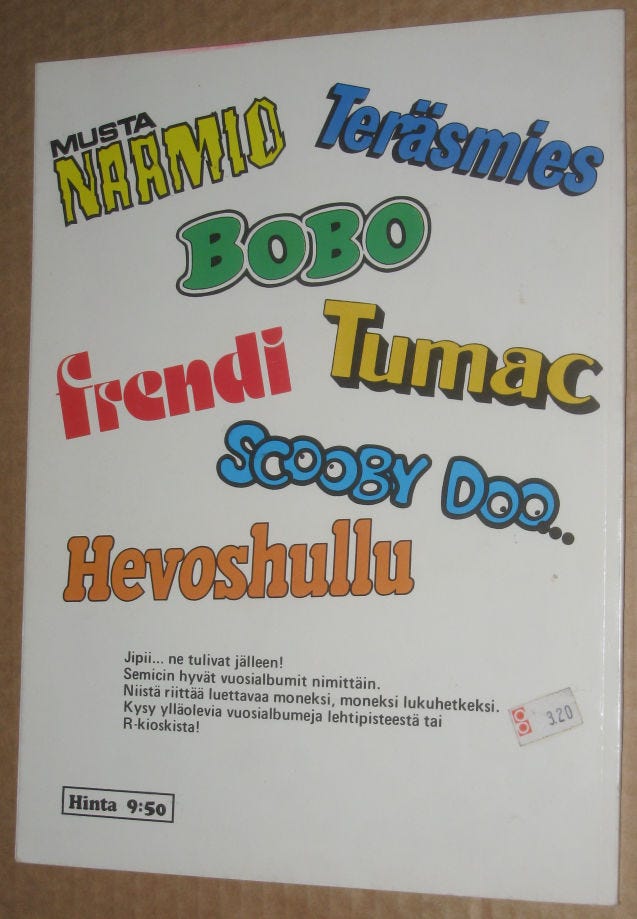 MUSTA
NAAMIO
Teräsmies
BOBO
frendi
Tumac
SCOOBY DOO...
Hevoshullu
Jipii... ne tulivat jälleen!
Semicin hyvät vuosialbumit nimittäin.
Niistä riittää luettavaa moneksi, moneksi lukuhetkeksi.
Kysy ylläolevia vuosialbumeja lehtipisteestä tai
R-kioskista!
3.20
Hinta 9:50